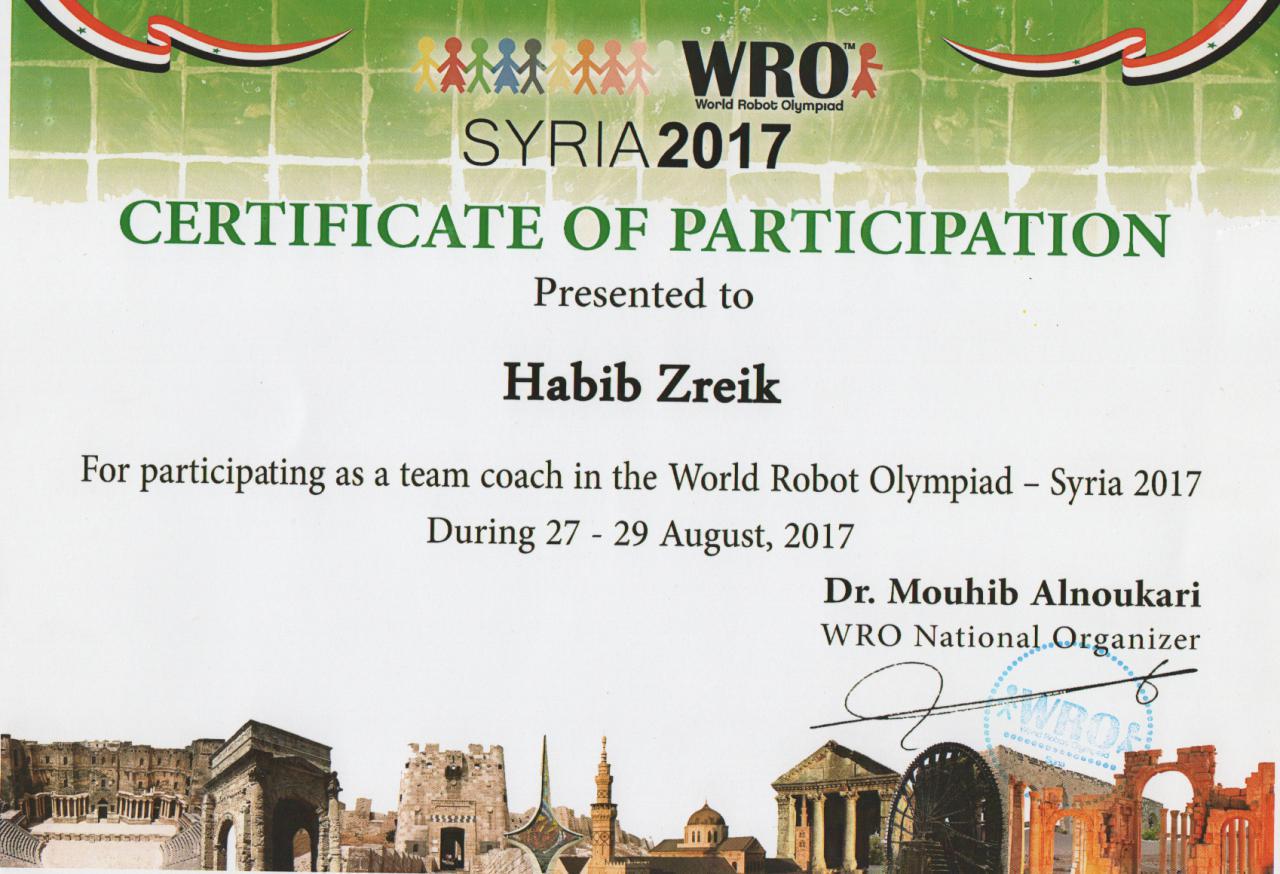 WRO™
World Robot Olympiad
SYRIA 2017
CERTIFICATE OF PARTICIPATION
Presented to
Habib Zreik
For participating as a team coach in the World Robot Olympiad – Syria 2017
During 27 - 29 August, 2017
Dr. Mouhib Alnoukari
WRO National Organizer
WRO
World Robot Olympiad
Syria